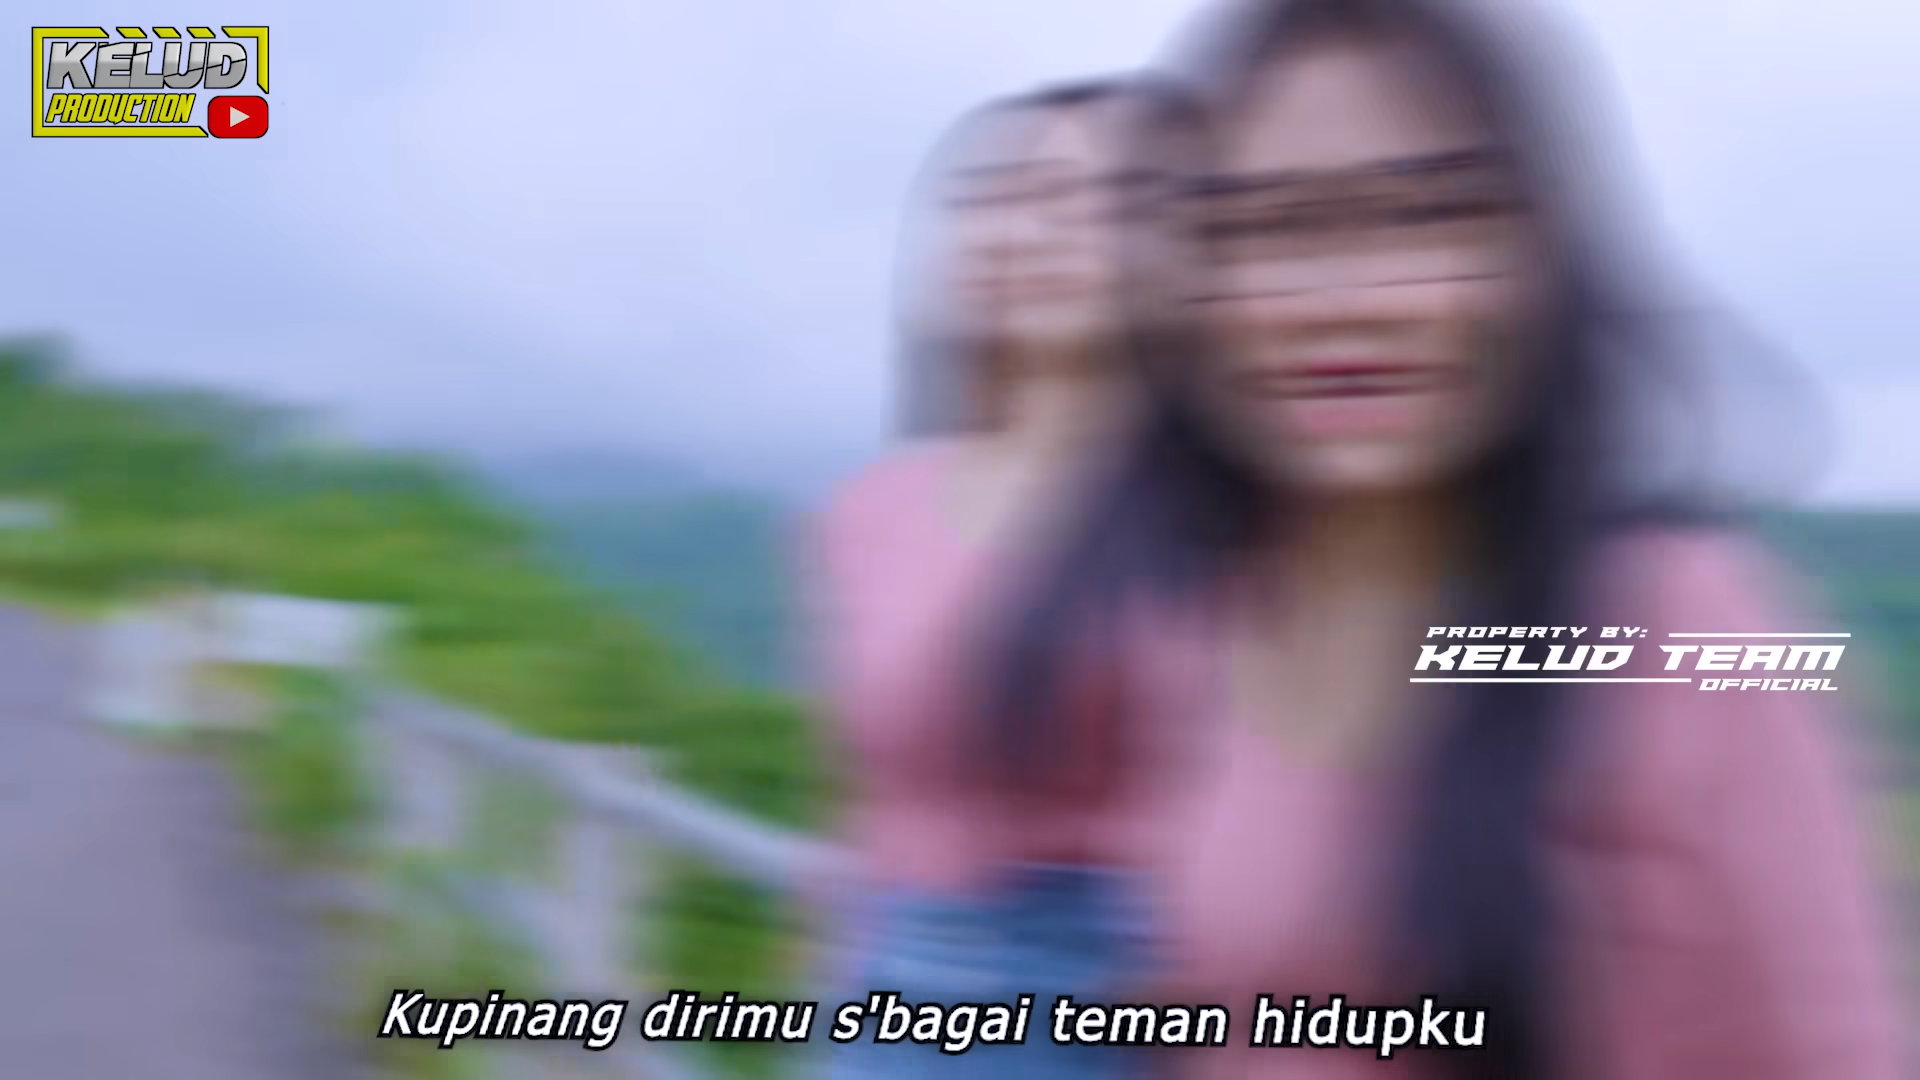 KELUD
PRODUCTION
PROPERTY BY:
KELUD TEAM
OFFICIAL
Kupinang dirimu s'bagai teman hidupku